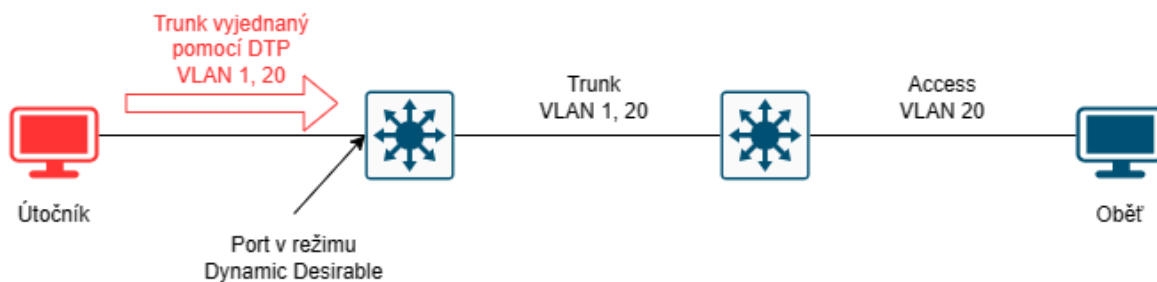 Trunk vyjednaný
pomocí DTP
VLAN 1, 20
Trunk
VLAN 1, 20
Access
VLAN 20
Útočník
Oběť
Port v režimu
Dynamic Desirable